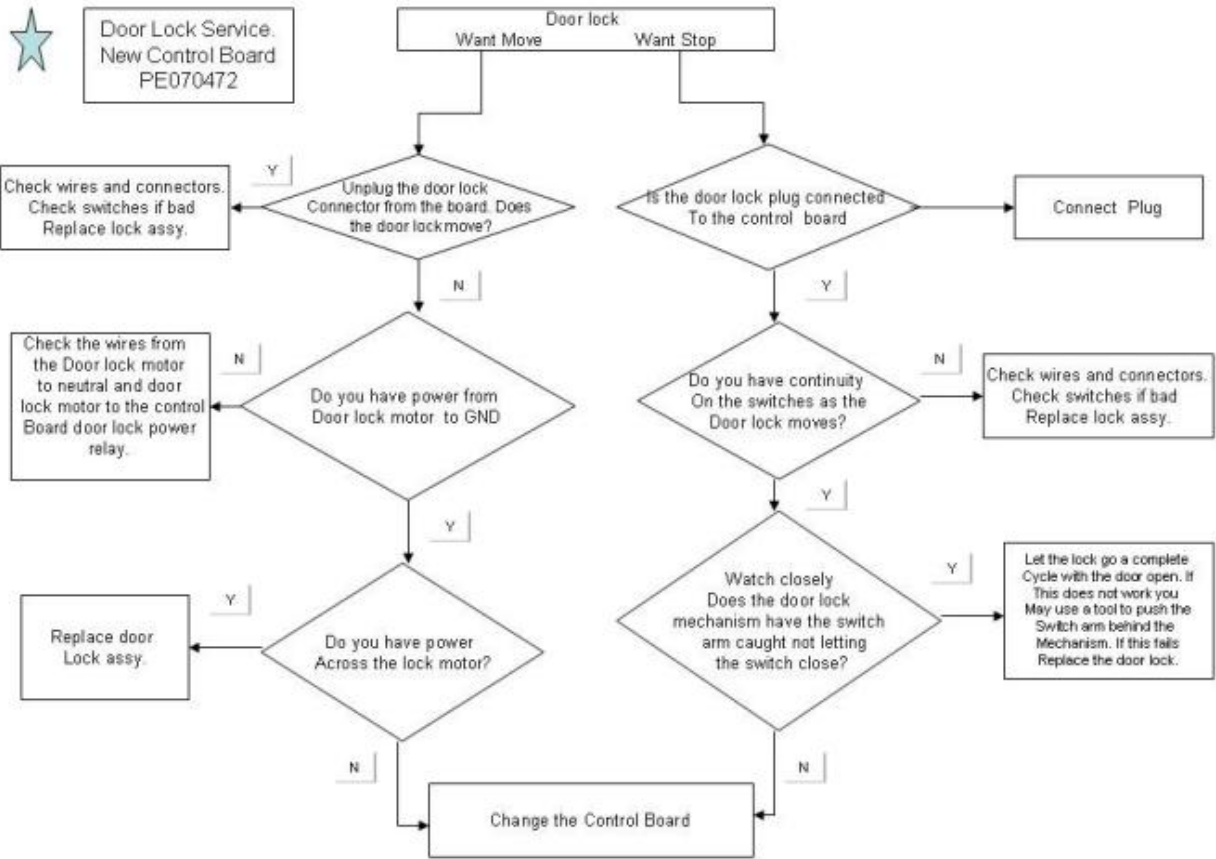 Door Lock Service.
New Control Board
PE070472
Door lock
Want Move Want Stop
Y
Check wires and connectors.
Check switches if bad
Replace lock assy.
Unplug the door lock
Connector from the board. Does
the door lock move?
Is the door lock plug connected
To the control board
Connect Plug
N
Y
Check the wires from
the Door lock motor
to neutral and door
lock motor to the control
Board door lock power
relay.
N
Do you have power from
Door lock motor to GND
Do you have continuity
On the switches as the
Door lock moves?
N
Check wires and connectors.
Check switches if bad
Replace lock assy.
Y
Y
Replace door
Lock assy.
Y
Do you have power
Across the lock motor?
Watch closely
Does the door lock
mechanism have the switch
arm caught not letting
the switch close?
Y
Let the lock go a complete
Cycle with the door open. If
This does not work you
May use a tool to push the
Switch arm behind the
Mechanism. If this fails
Replace the door lock.
N
N
Change the Control Board